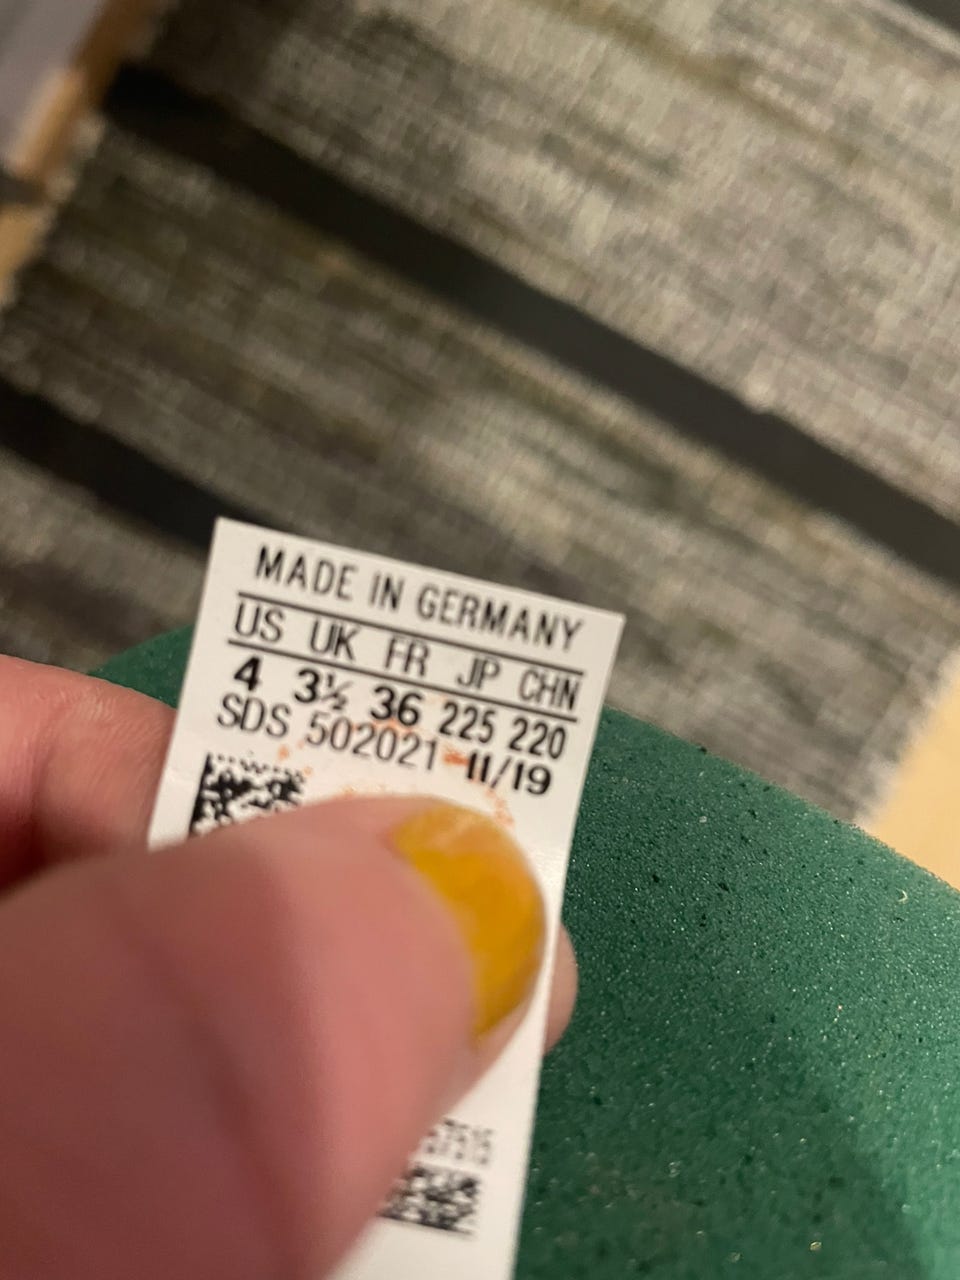 MADE IN GERMANY
US UK FR JP CHN
4 3½ 36 225 220
SDS 502021 11/19